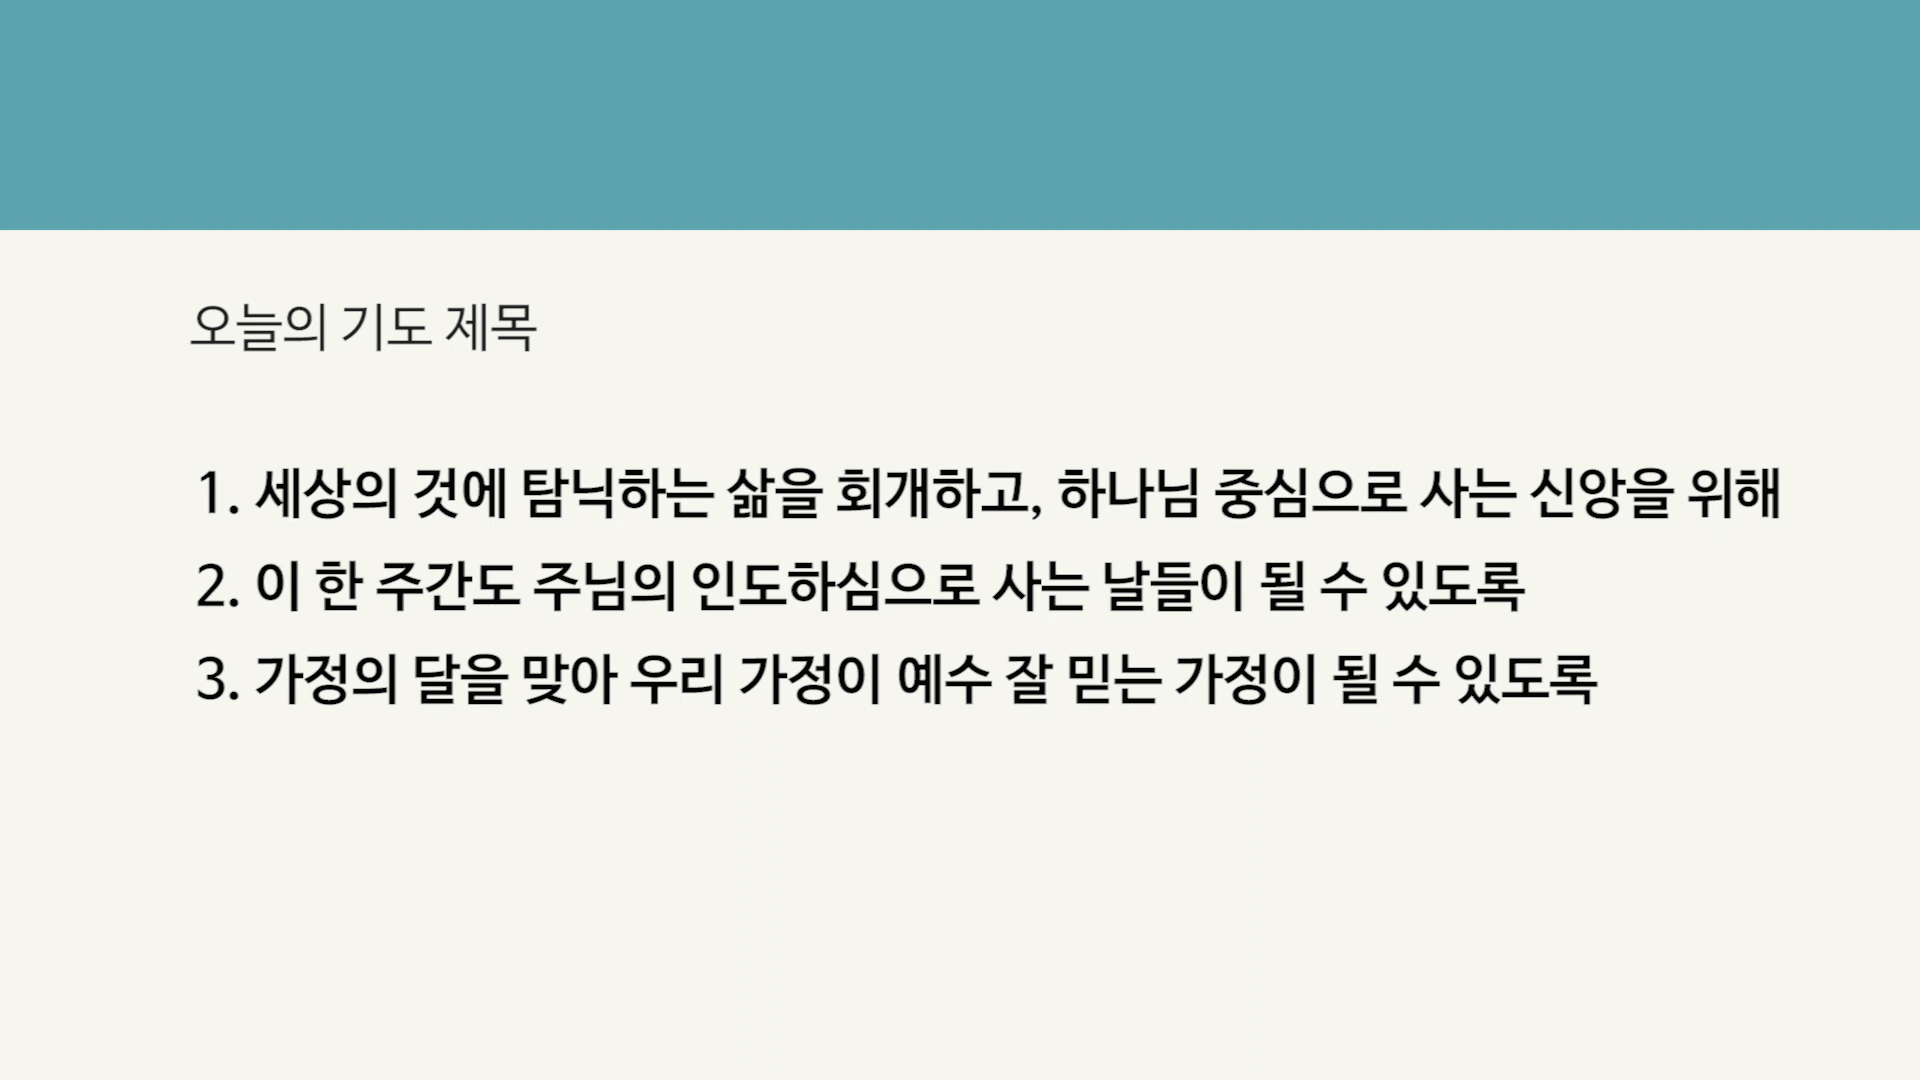 오늘의 기도 제목
1. 세상의 것에 탐닉하는 삶을 회개하고, 하나님 중심으로 사는 신앙을 위해
2. 이 한 주간도 주님의 인도하심으로 사는 날들이 될 수 있도록
3. 가정의 달을 맞아 우리 가정이 예수 잘 믿는 가정이 될 수 있도록